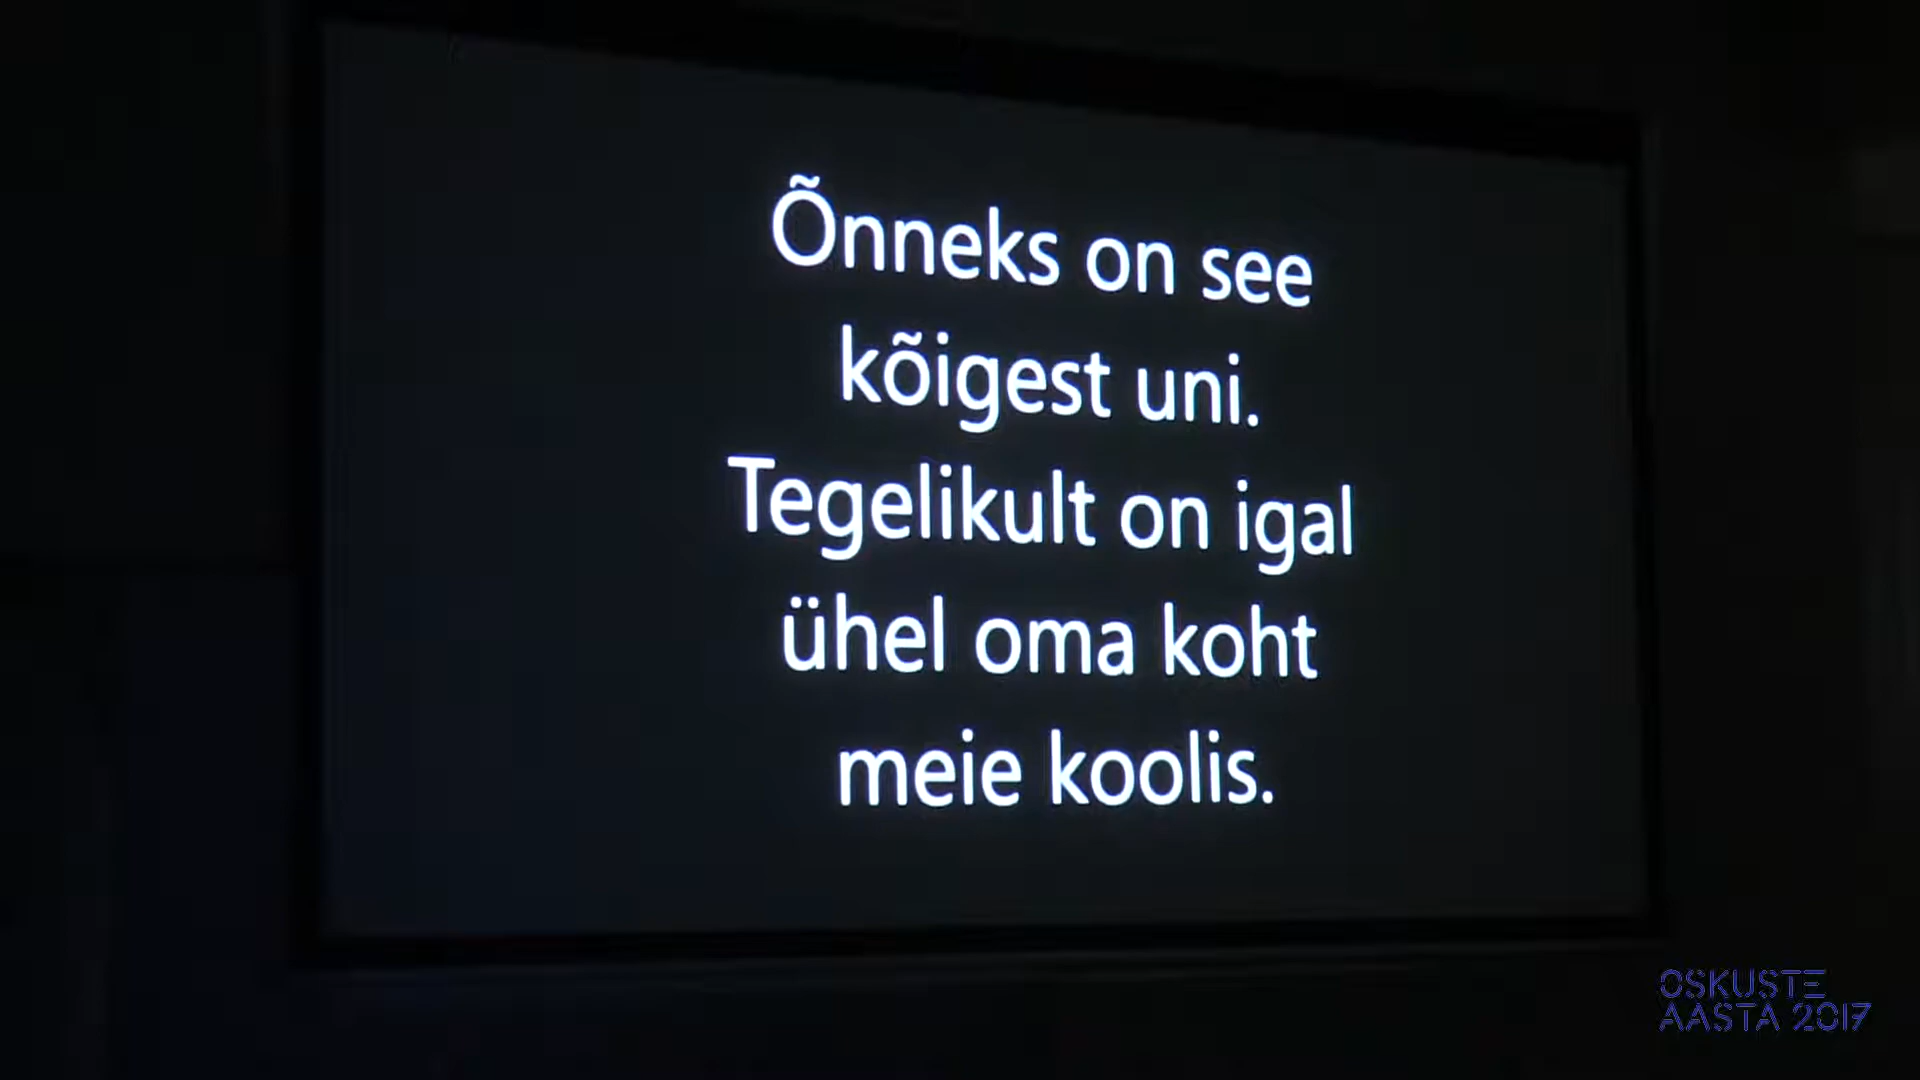 Õnneks on see
kõigest uni.
Tegelikult on igal
ühel oma koht
meie koolis.
OSKUSTE
AASTA 2017